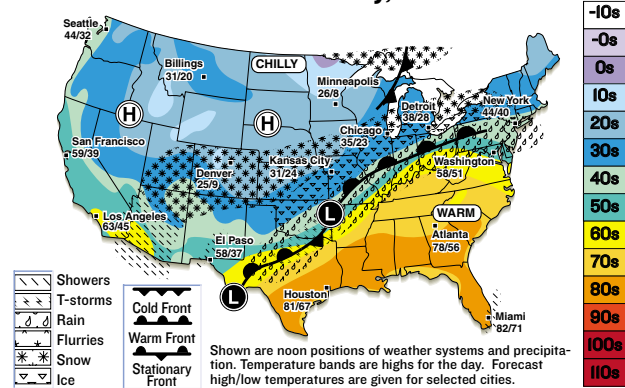 -10s
-0s
0s
10s
20s
30s
40s
50s
60s
70s
80s
90s
100s
110s
Seattle
44/32
Billings
31/20
CHILLY
Minneapolis
26/8
Detroit
38/28
New York
44/40
H
H
Chicago
35/23
San Francisco
59/39
Denver
25/9
Kansas City
31/24
Washington
58/51
Los Angeles
63/45
L
WARM
Atlanta
78/56
El Paso
58/37
L
Houston
81/67
Miami
82/71
Showers
T-storms
Rain
Flurries
Snow
Ice
Cold Front
Warm Front
Stationary
Front
Shown are noon positions of weather systems and precipita-
tion. Temperature bands are highs for the day. Forecast
high/low temperatures are given for selected cities.